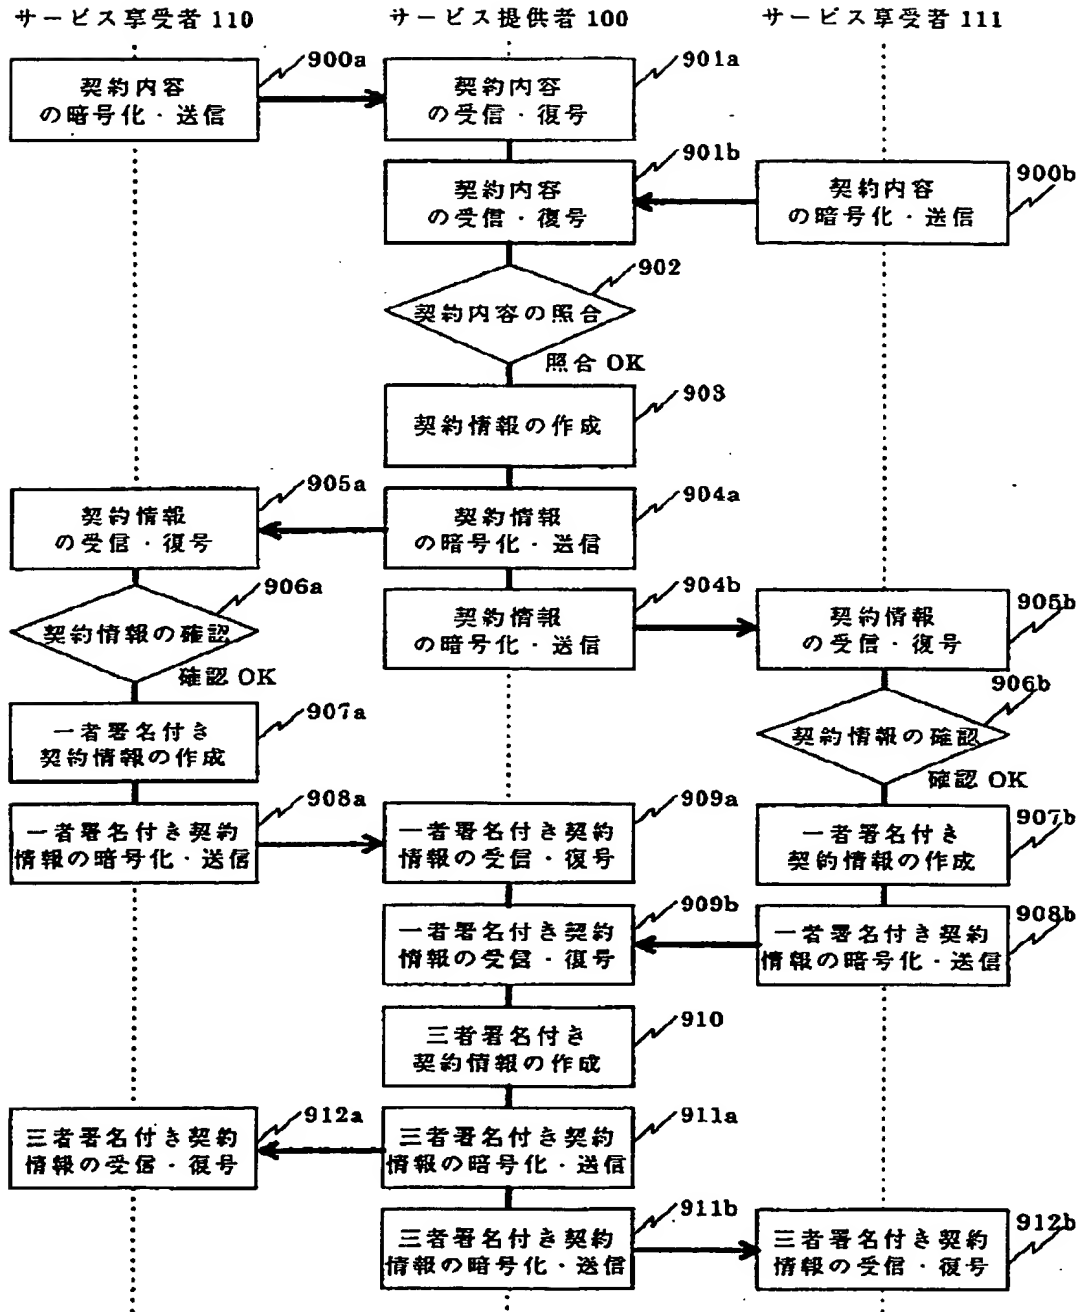 サービス享受者 110
サービス提供者 100
サービス享受者 111
900a
契約内容
の暗号化・送信
901a
契約内容
の受信・復号
901b
契約内容
の受信・復号
900b
契約内容
の暗号化・送信
902
契約内容の照合
照合 OK
903
契約情報の作成
905a
契約情報
の受信・復号
904a
契約情報
の暗号化・送信
906a
契約情報の確認
確認 OK
904b
契約情報
の暗号化・送信
905b
契約情報
の受信・復号
906b
契約情報の確認
確認 OK
907a
一者署名付き
契約情報の作成
908a
一者署名付き契約
情報の暗号化・送信
909a
一者署名付き契約
情報の受信・復号
907b
一者署名付き
契約情報の作成
909b
一者署名付き契約
情報の受信・復号
908b
一者署名付き契約
情報の暗号化・送信
910
三者署名付き
契約情報の作成
912a
三者署名付き契約
情報の受信・復号
911a
三者署名付き契約
情報の暗号化・送信
911b
三者署名付き契約
情報の暗号化・送信
912b
三者署名付き契約
情報の受信・復号